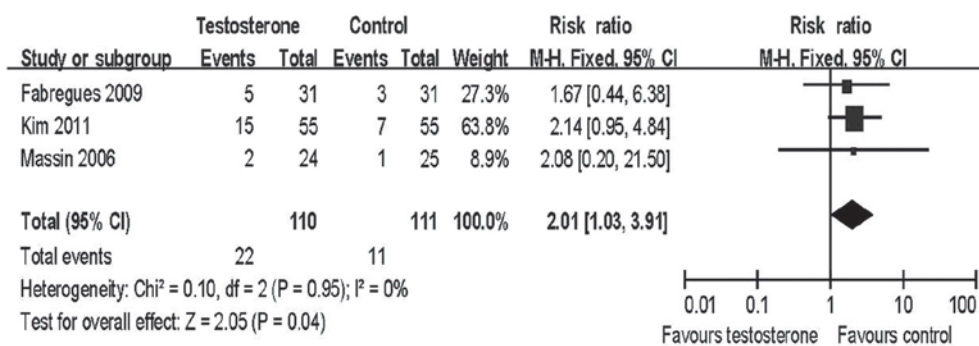 Testosterone Control Risk ratio Risk ratio
Study or subgroup Events Total Events Total Weight M-H. Fixed. 95% CI M-H. Fixed. 95% CI
Fabregues 2009 5 31 3 31 27.3% 1.67 [0.44, 6.38]
Kim 2011 15 55 7 55 63.8% 2.14 [0.95, 4.84]
Massin 2006 2 24 1 25 8.9% 2.08 [0.20, 21.50]
Total (95% CI) 110 111 100.0% 2.01 [1.03, 3.91]
Total events 22 11
Heterogeneity: Chi² = 0.10, df = 2 (P = 0.95); I² = 0%
Test for overall effect: Z = 2.05 (P = 0.04)
0.01 0.1 1 10 100
Favours testosterone Favours control